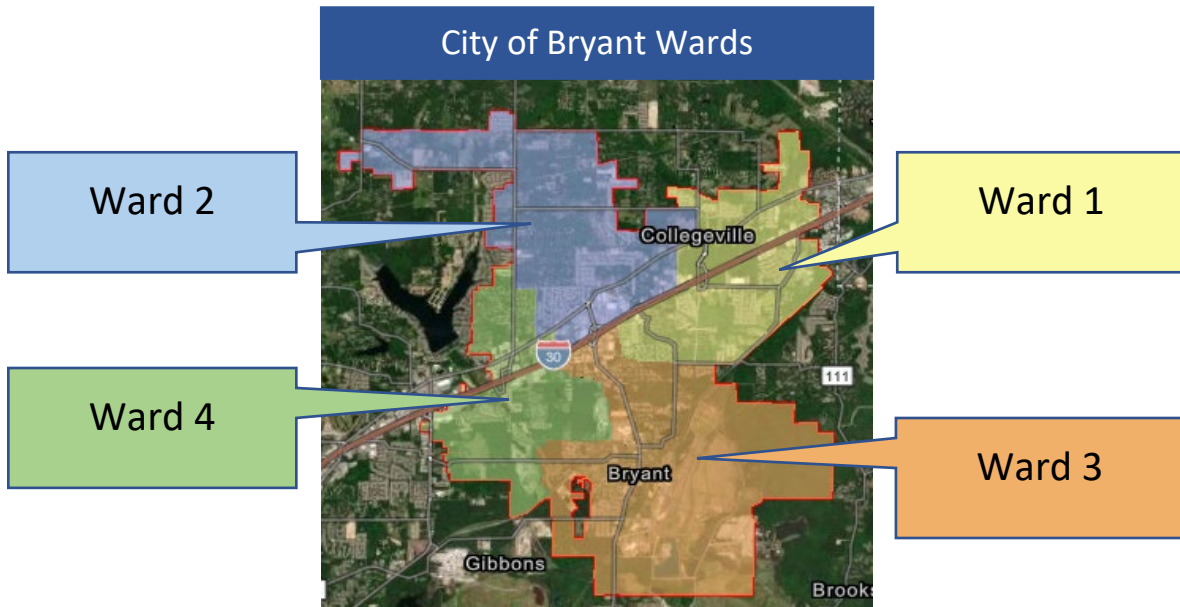 City of Bryant Wards
Ward 2
Ward 1
Collegeville
30
111
Ward 4
Bryant
Ward 3
Gibbons
Brooks